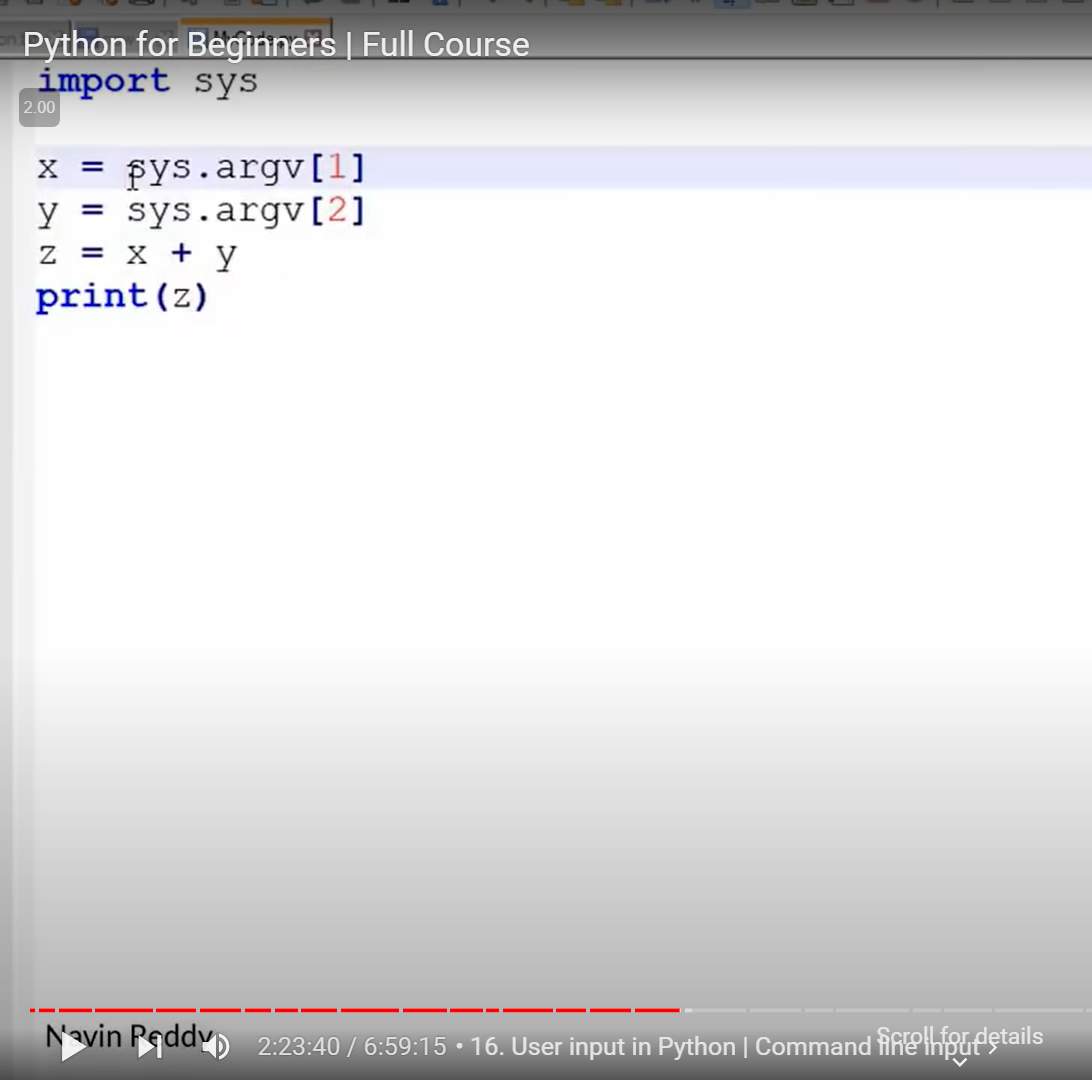 Python for Beginners | Full Course
import sys
2.00
x = sys.argv[1]
y = sys.argv[2]
z = x + y
print(z)
Navin Reddy
2:23:40 / 6:59:15 • 16. User input in Python | Command line input >
Scroll for details